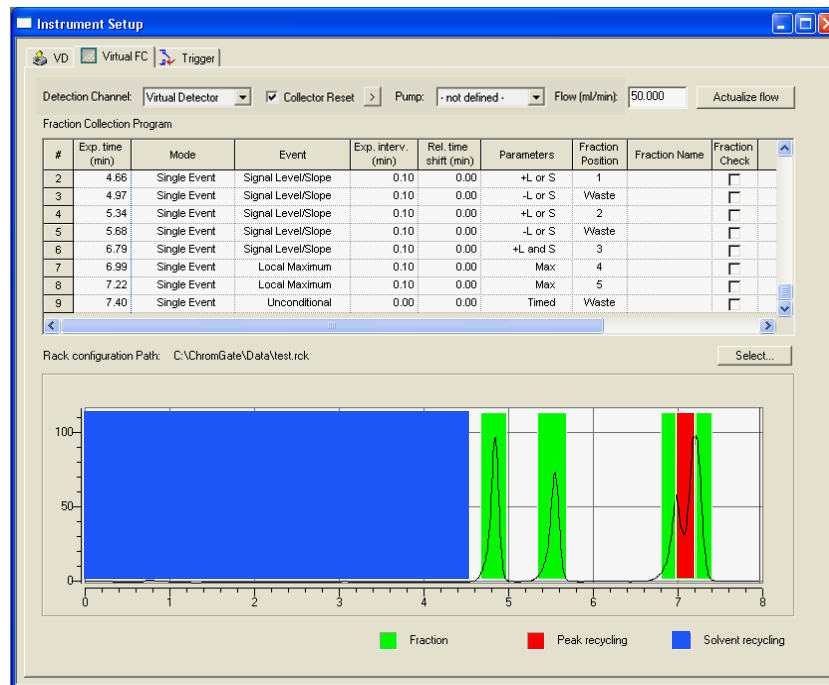 Instrument Setup
VD Virtual FC Trigger
Detection Channel: Virtual Detector Collector Reset > Pump: - not defined - Flow (ml/min): 50.000 Actualize flow
Fraction Collection Program
# Exp. time (min) Mode Event Exp. interv. (min) Rel. time shift (min) Parameters Fraction Position Fraction Name Fraction Check
2 4.66 Single Event Signal Level/Slope 0.10 0.00 +L or S 1
3 4.97 Single Event Signal Level/Slope 0.10 0.00 -L or S Waste
4 5.34 Single Event Signal Level/Slope 0.10 0.00 +L or S 2
5 5.68 Single Event Signal Level/Slope 0.10 0.00 -L or S Waste
6 6.79 Single Event Signal Level/Slope 0.10 0.00 +L and S 3
7 6.99 Single Event Local Maximum 0.10 0.00 Max 4
8 7.22 Single Event Local Maximum 0.10 0.00 Max 5
9 7.40 Single Event Unconditional 0.00 0.00 Timed Waste
Rack configuration Path: C:\ChromGate\Data\test.rck Select...
100
50
0
0 1 2 3 4 5 6 7 8
Fraction Peak recycling Solvent recycling